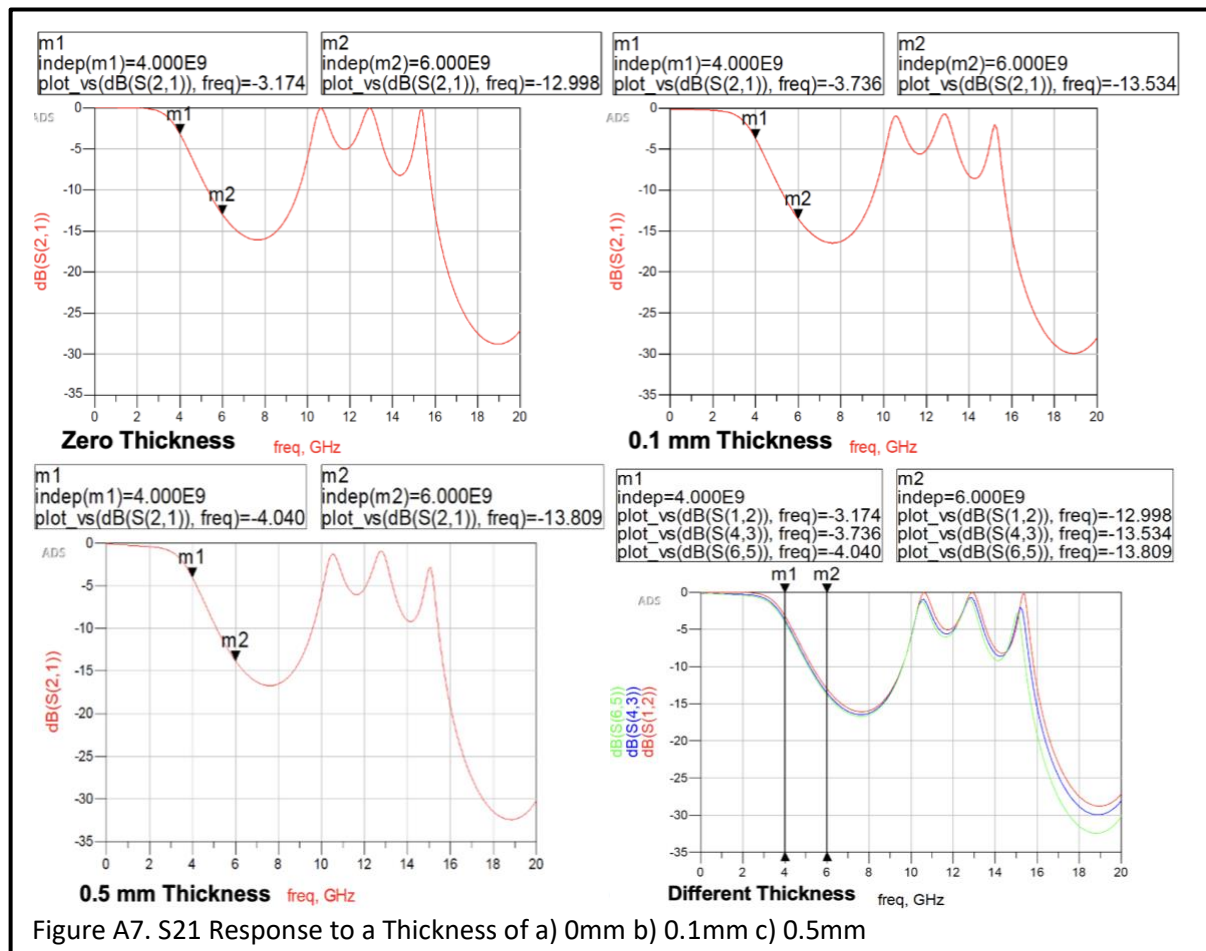 m1
indep(m1)=4.000E9
plot_vs(dB(S(2,1)), freq)=-3.174
m2
indep(m2)=6.000E9
plot_vs(dB(S(2,1)), freq)=-12.998
ADS
m1
m2
0
-5
-10
-15
-20
-25
-30
-35
dB(S(2,1))
0 2 4 6 8 10 12 14 16 18 20
Zero Thickness freq, GHz
m1
indep(m1)=4.000E9
plot_vs(dB(S(2,1)), freq)=-3.736
m2
indep(m2)=6.000E9
plot_vs(dB(S(2,1)), freq)=-13.534
ADS
m1
m2
0
-5
-10
-15
-20
-25
-30
-35
dB(S(2,1))
0 2 4 6 8 10 12 14 16 18 20
0.1 mm Thickness freq, GHz
m1
indep(m1)=4.000E9
plot_vs(dB(S(2,1)), freq)=-4.040
m2
indep(m2)=6.000E9
plot_vs(dB(S(2,1)), freq)=-13.809
ADS
m1
m2
0
-5
-10
-15
-20
-25
-30
-35
dB(S(2,1))
0 2 4 6 8 10 12 14 16 18 20
0.5 mm Thickness freq, GHz
m1
indep=4.000E9
plot_vs(dB(S(1,2)), freq)=-3.174
plot_vs(dB(S(4,3)), freq)=-3.736
plot_vs(dB(S(6,5)), freq)=-4.040
m2
indep=6.000E9
plot_vs(dB(S(1,2)), freq)=-12.998
plot_vs(dB(S(4,3)), freq)=-13.534
plot_vs(dB(S(6,5)), freq)=-13.809
m1 m2
ADS
0
-5
-10
-15
-20
-25
-30
-35
dB(S(6,5))
dB(S(4,3))
dB(S(1,2))
0 2 4 6 8 10 12 14 16 18 20
Different Thickness freq, GHz
Figure A7. S21 Response to a Thickness of a) 0mm b) 0.1mm c) 0.5mm